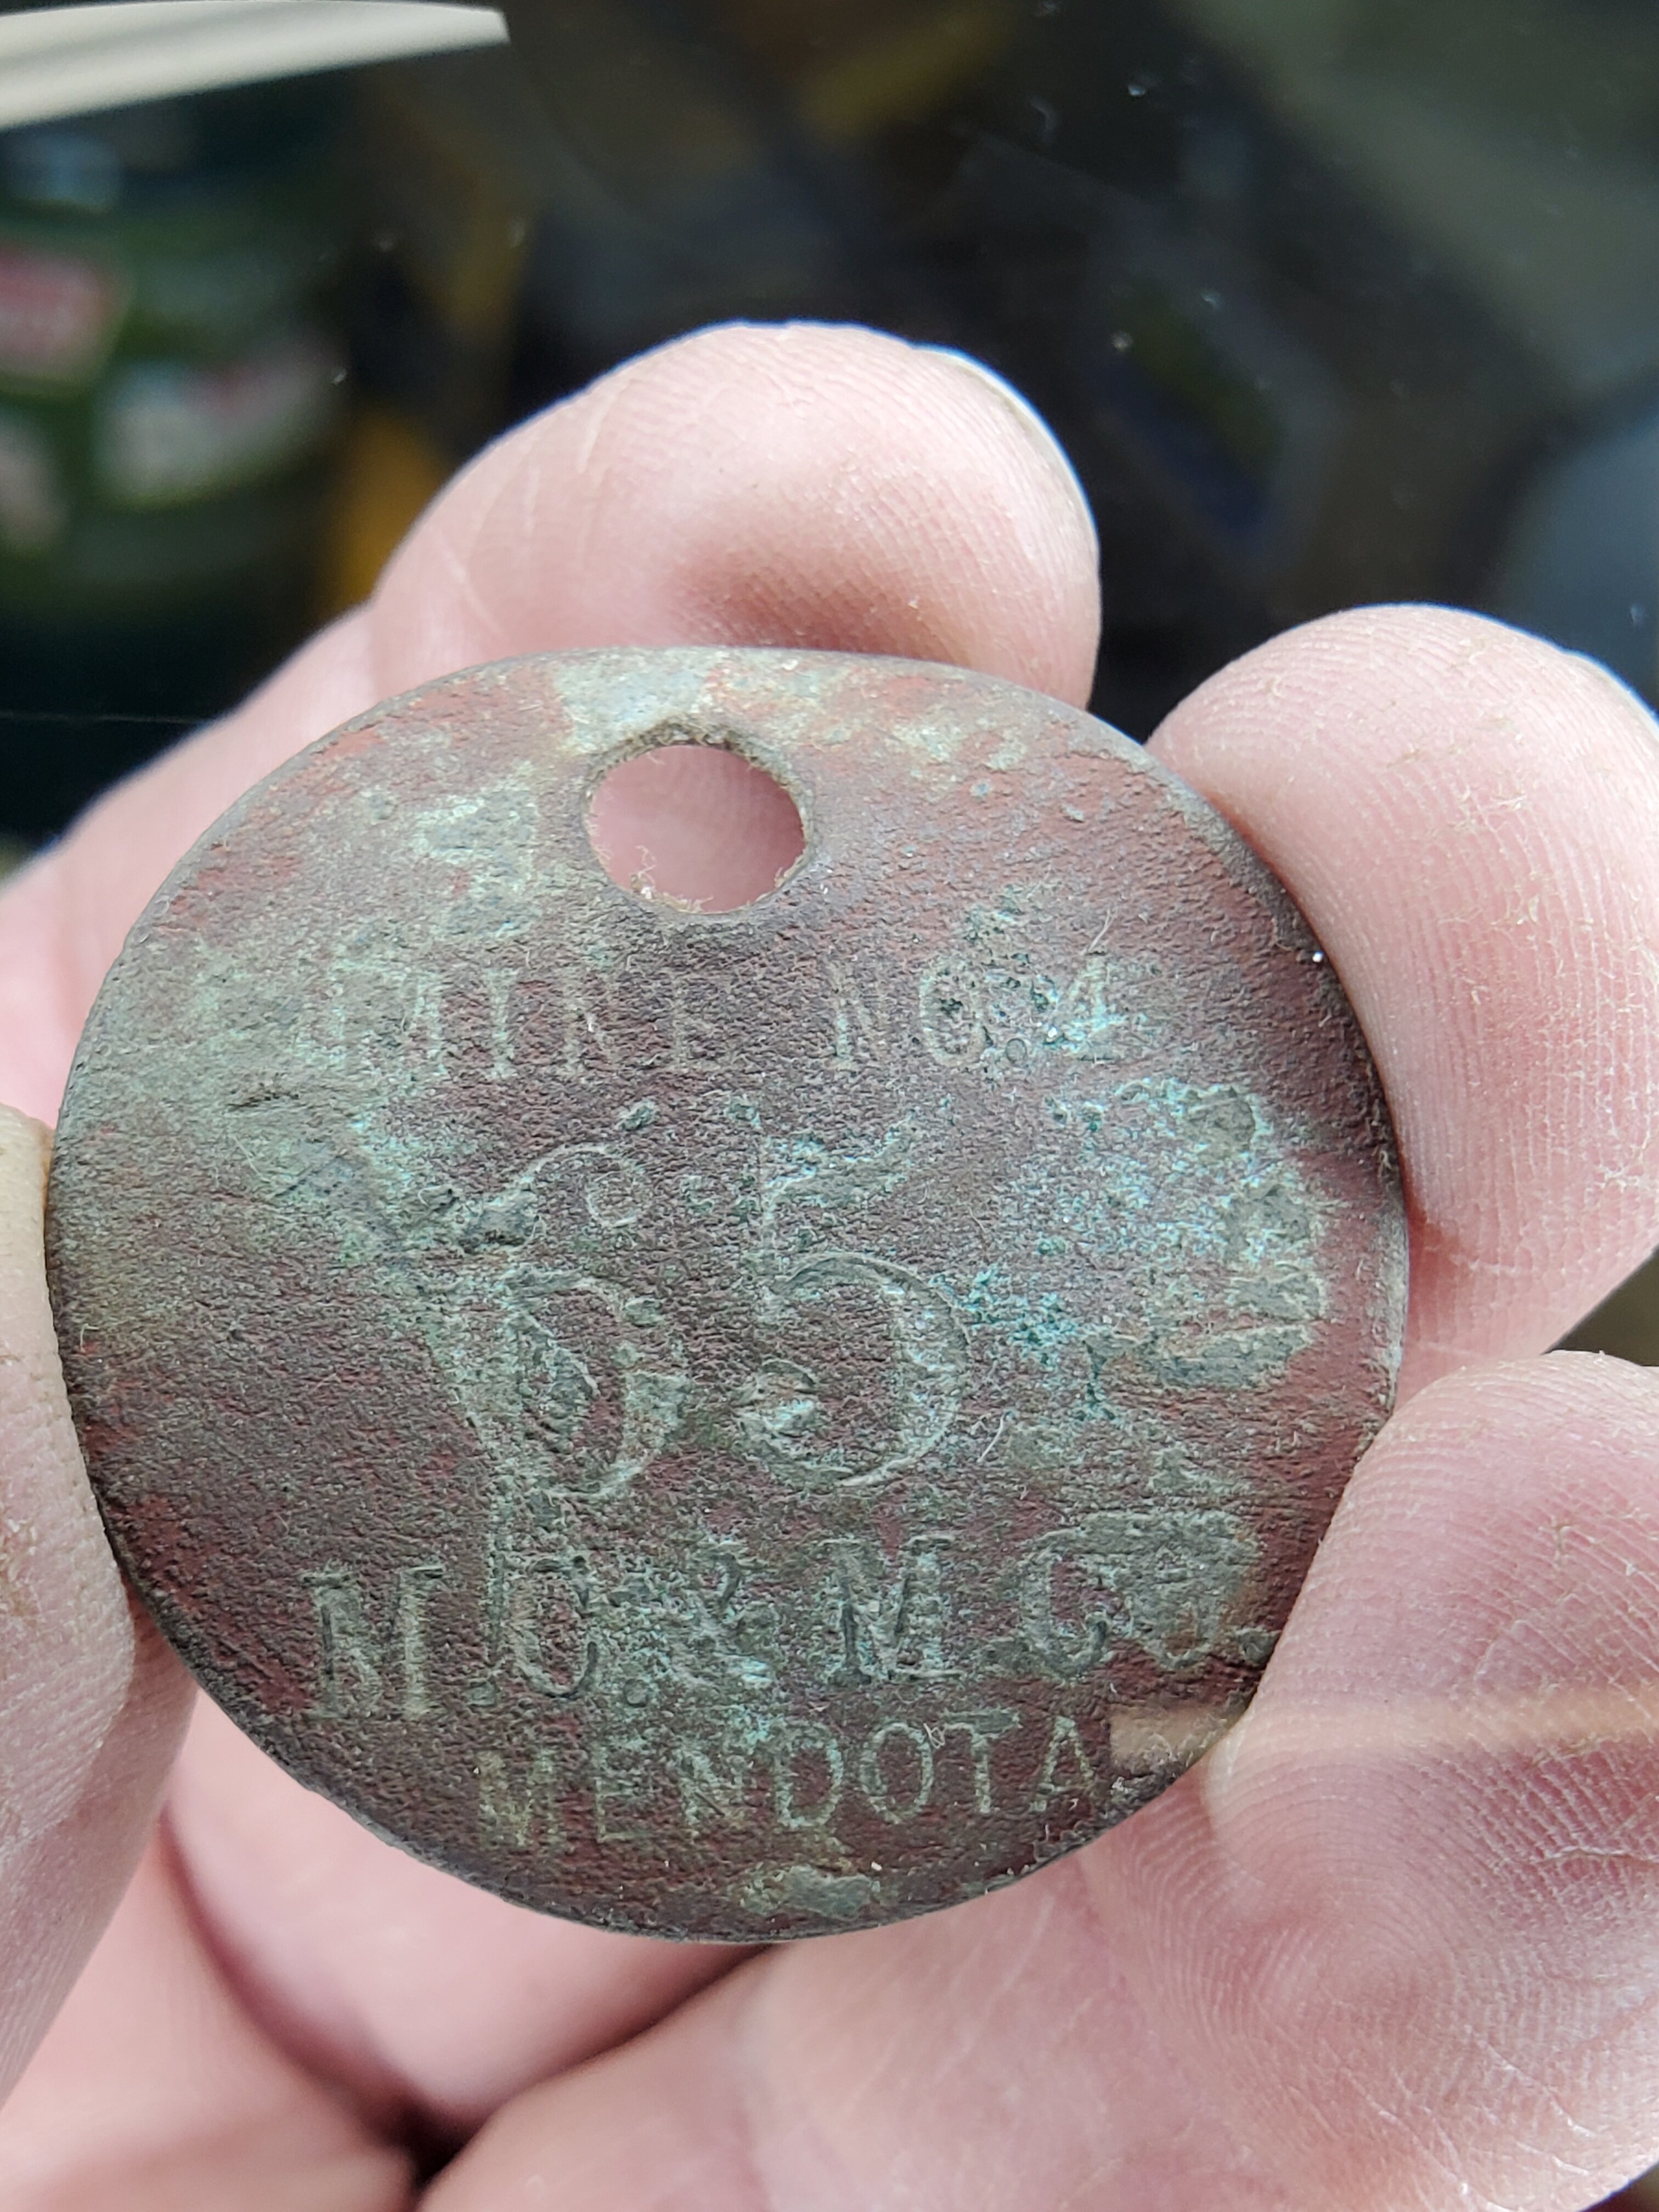 MINE NO. 4
65
M.C. & M. Co
MENDOTA